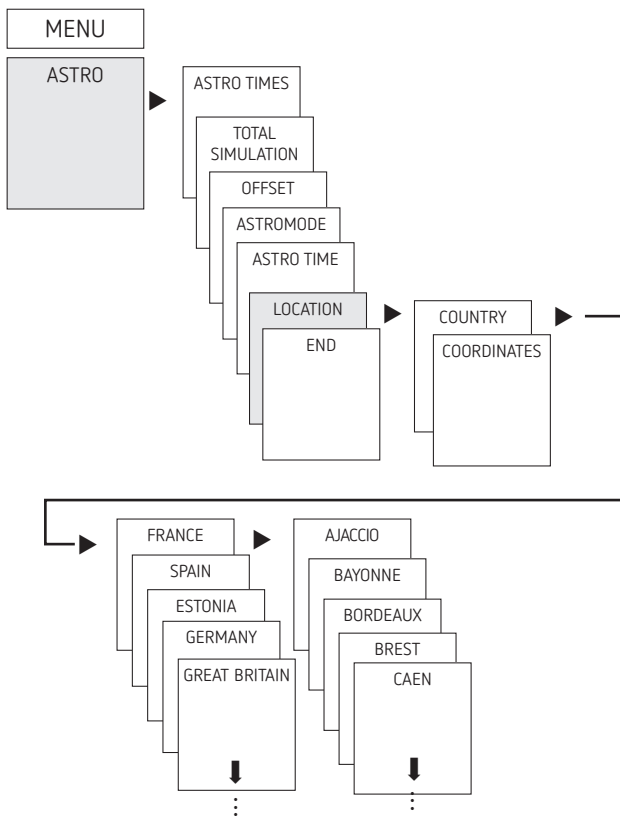 MENU
ASTRO
ASTRO TIMES
TOTAL
SIMULATION
OFFSET
ASTROMODE
ASTRO TIME
LOCATION
END
COUNTRY
COORDINATES
FRANCE
SPAIN
ESTONIA
GERMANY
GREAT BRITAIN
AJACCIO
BAYONNE
BORDEAUX
BREST
CAEN